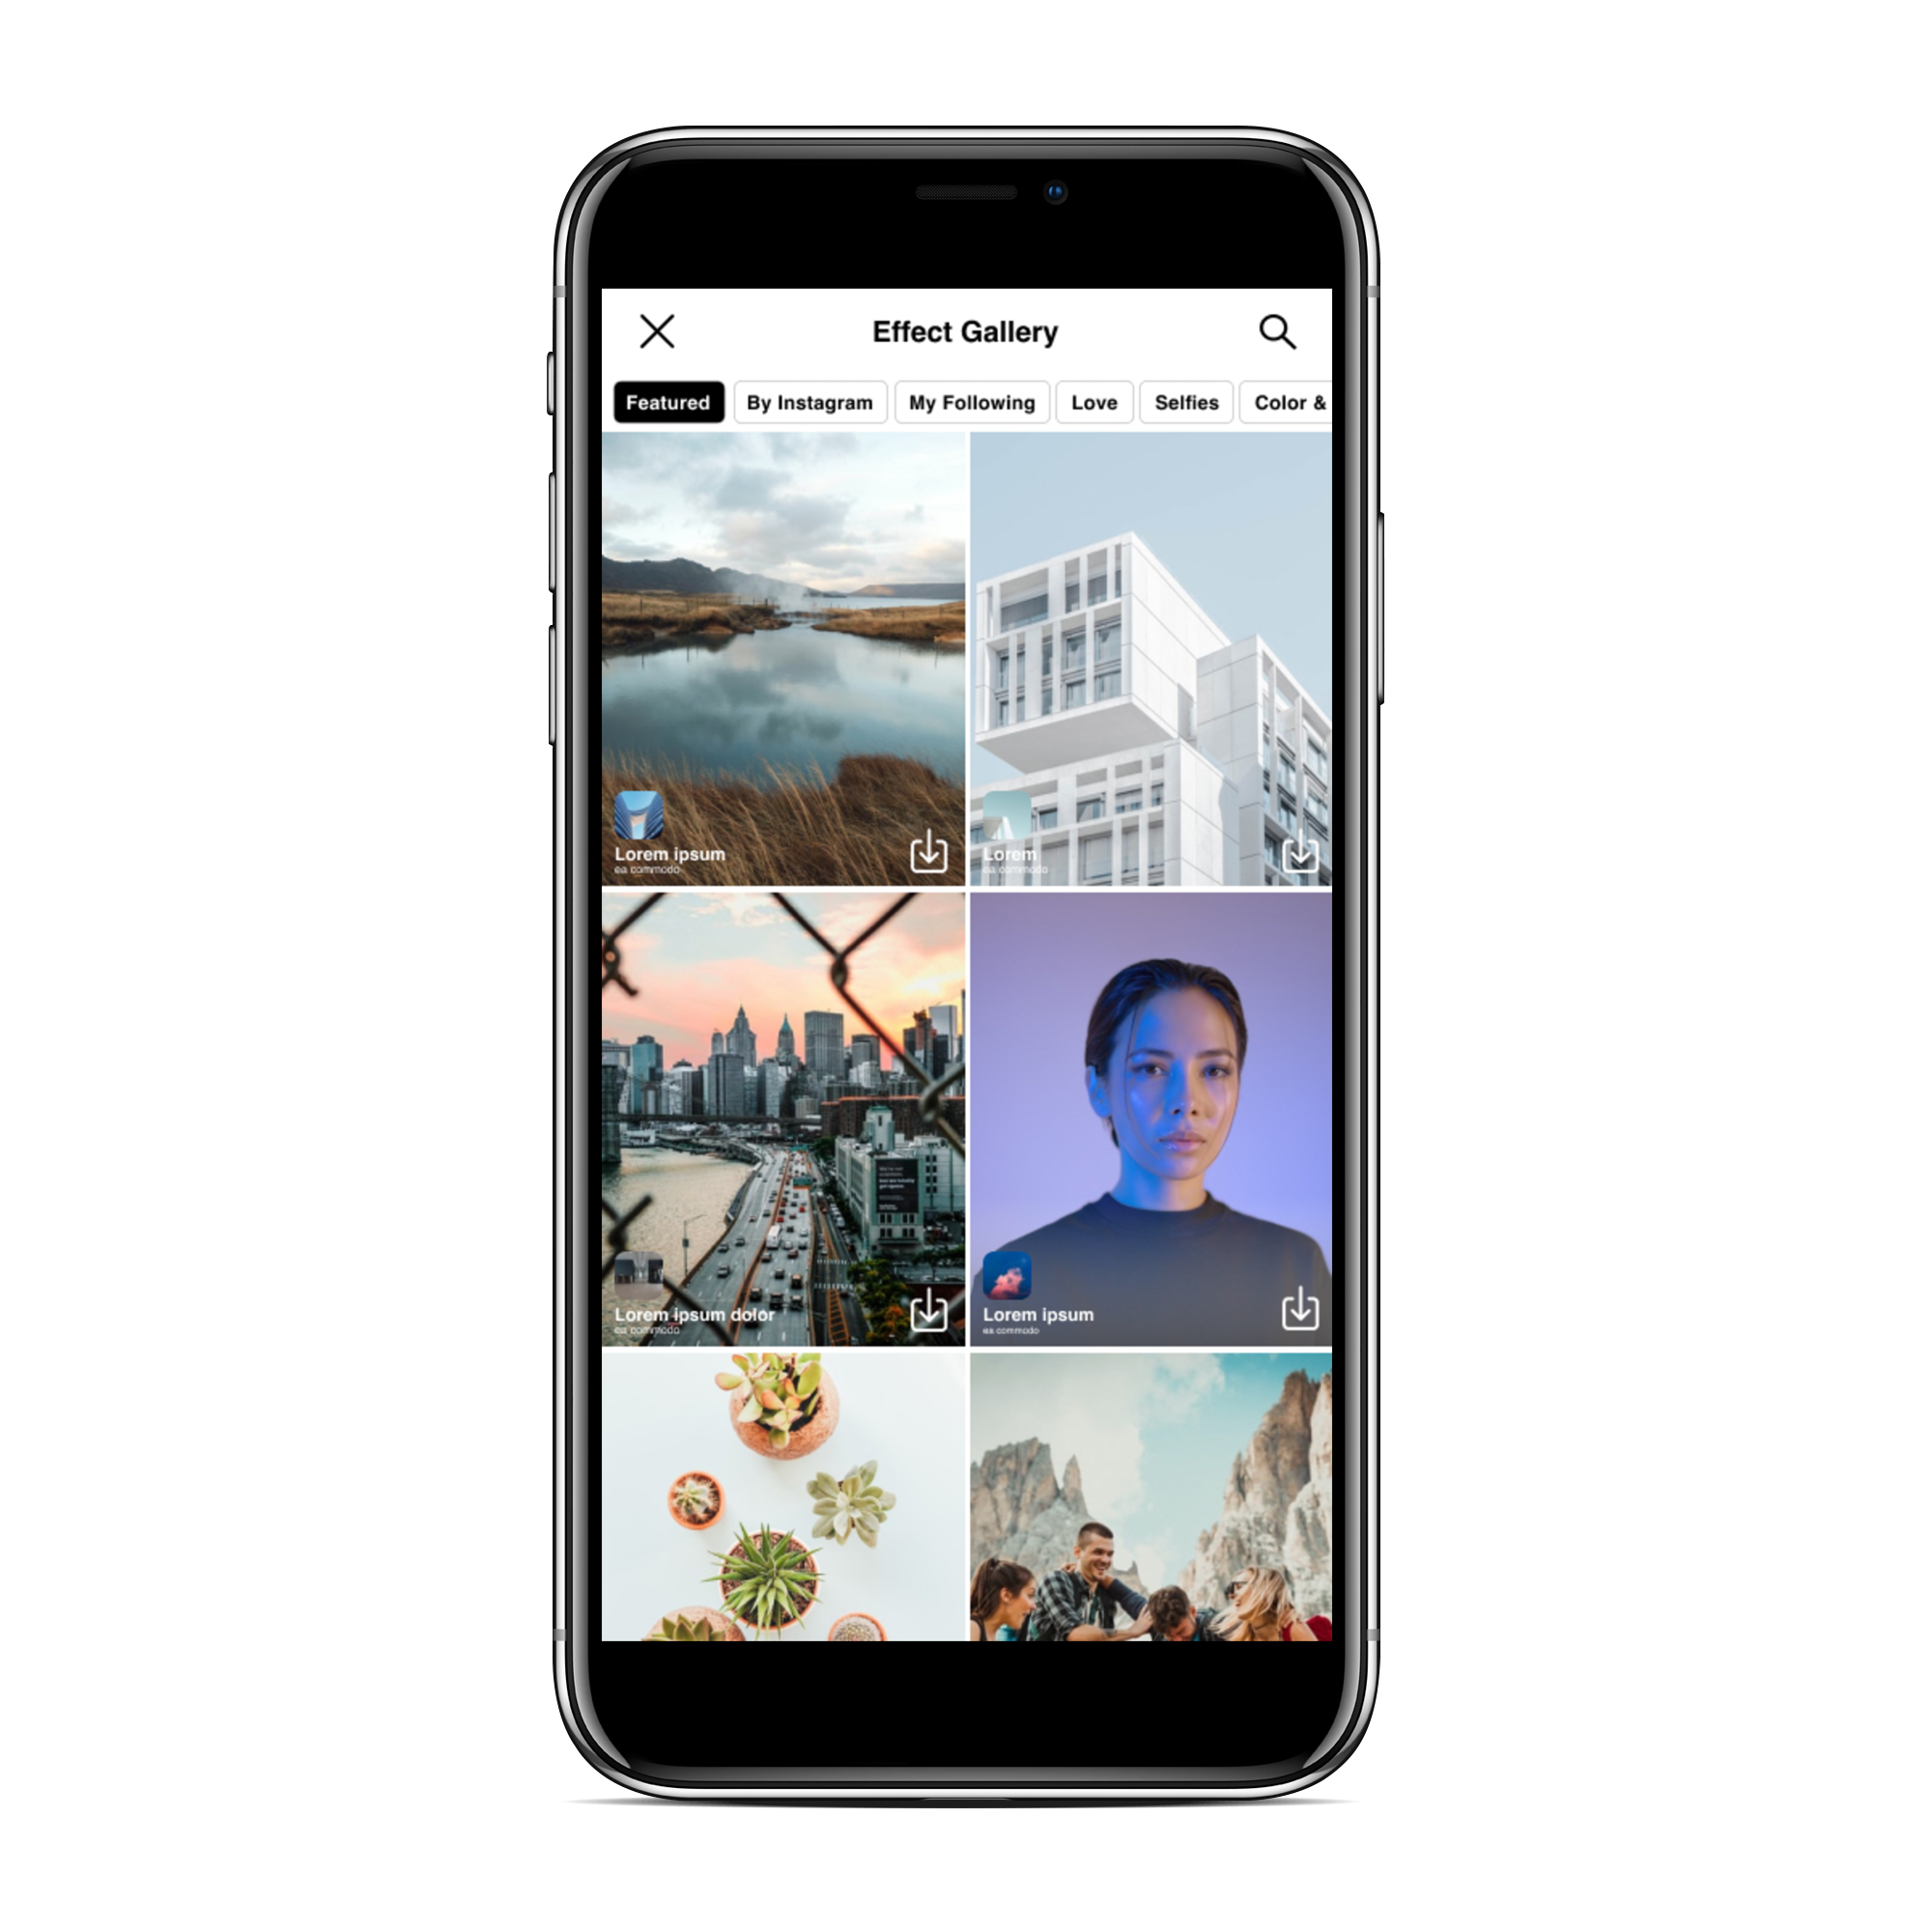 Effect Gallery
Featured By Instagram My Following Love Selfies Color &
Lorem ipsum
ea commodo
Lorem
ea commodo
Lorem ipsum dolor
ea commodo
Lorem ipsum
ea commodo